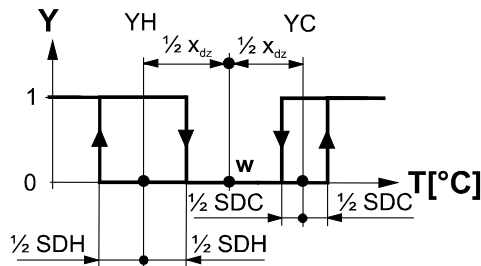 Y YH YC
½ x_dz ½ x_dz
1
w
0 T[°C]
½ SDC ½ SDC
½ SDH ½ SDH